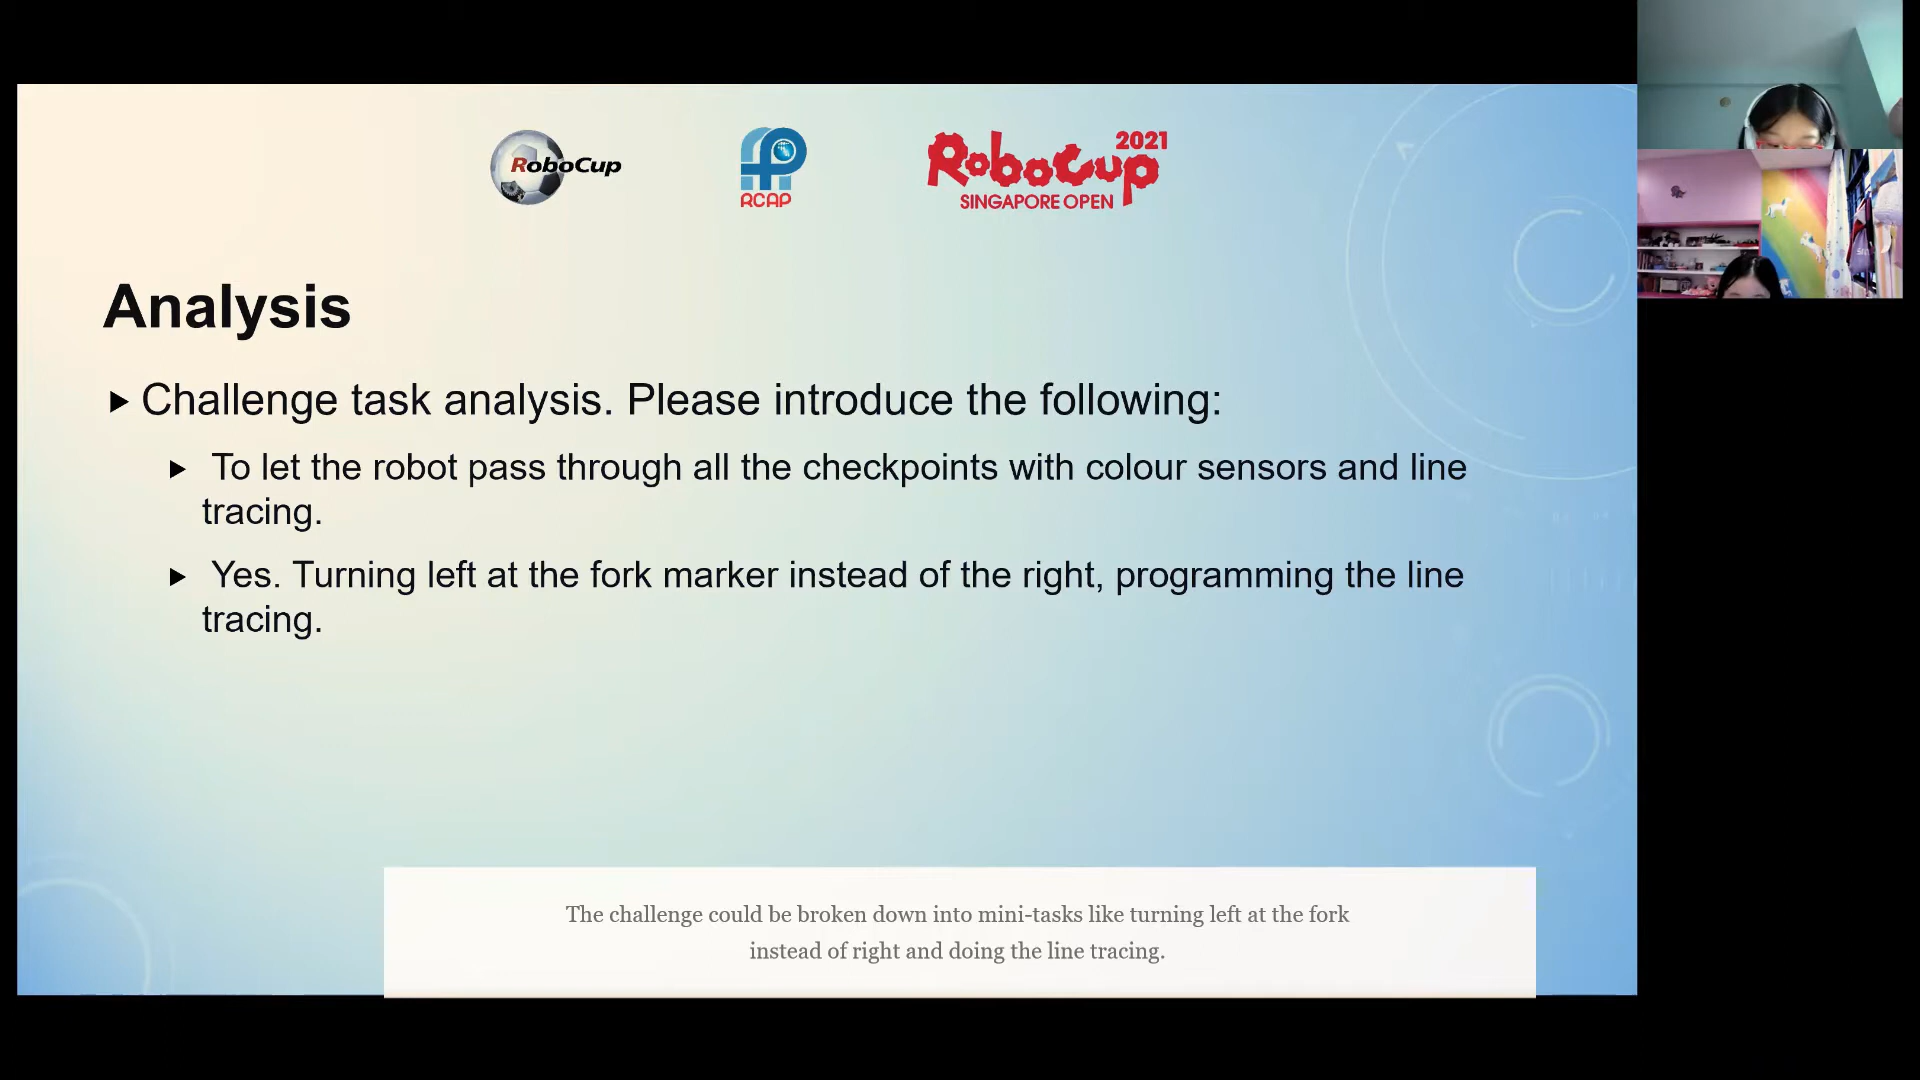 RoboCup
RCAP
RoboCup 2021
SINGAPORE OPEN
Analysis
Challenge task analysis. Please introduce the following:
To let the robot pass through all the checkpoints with colour sensors and line
tracing.
Yes. Turning left at the fork marker instead of the right, programming the line
tracing.
The challenge could be broken down into mini-tasks like turning left at the fork
instead of right and doing the line tracing.